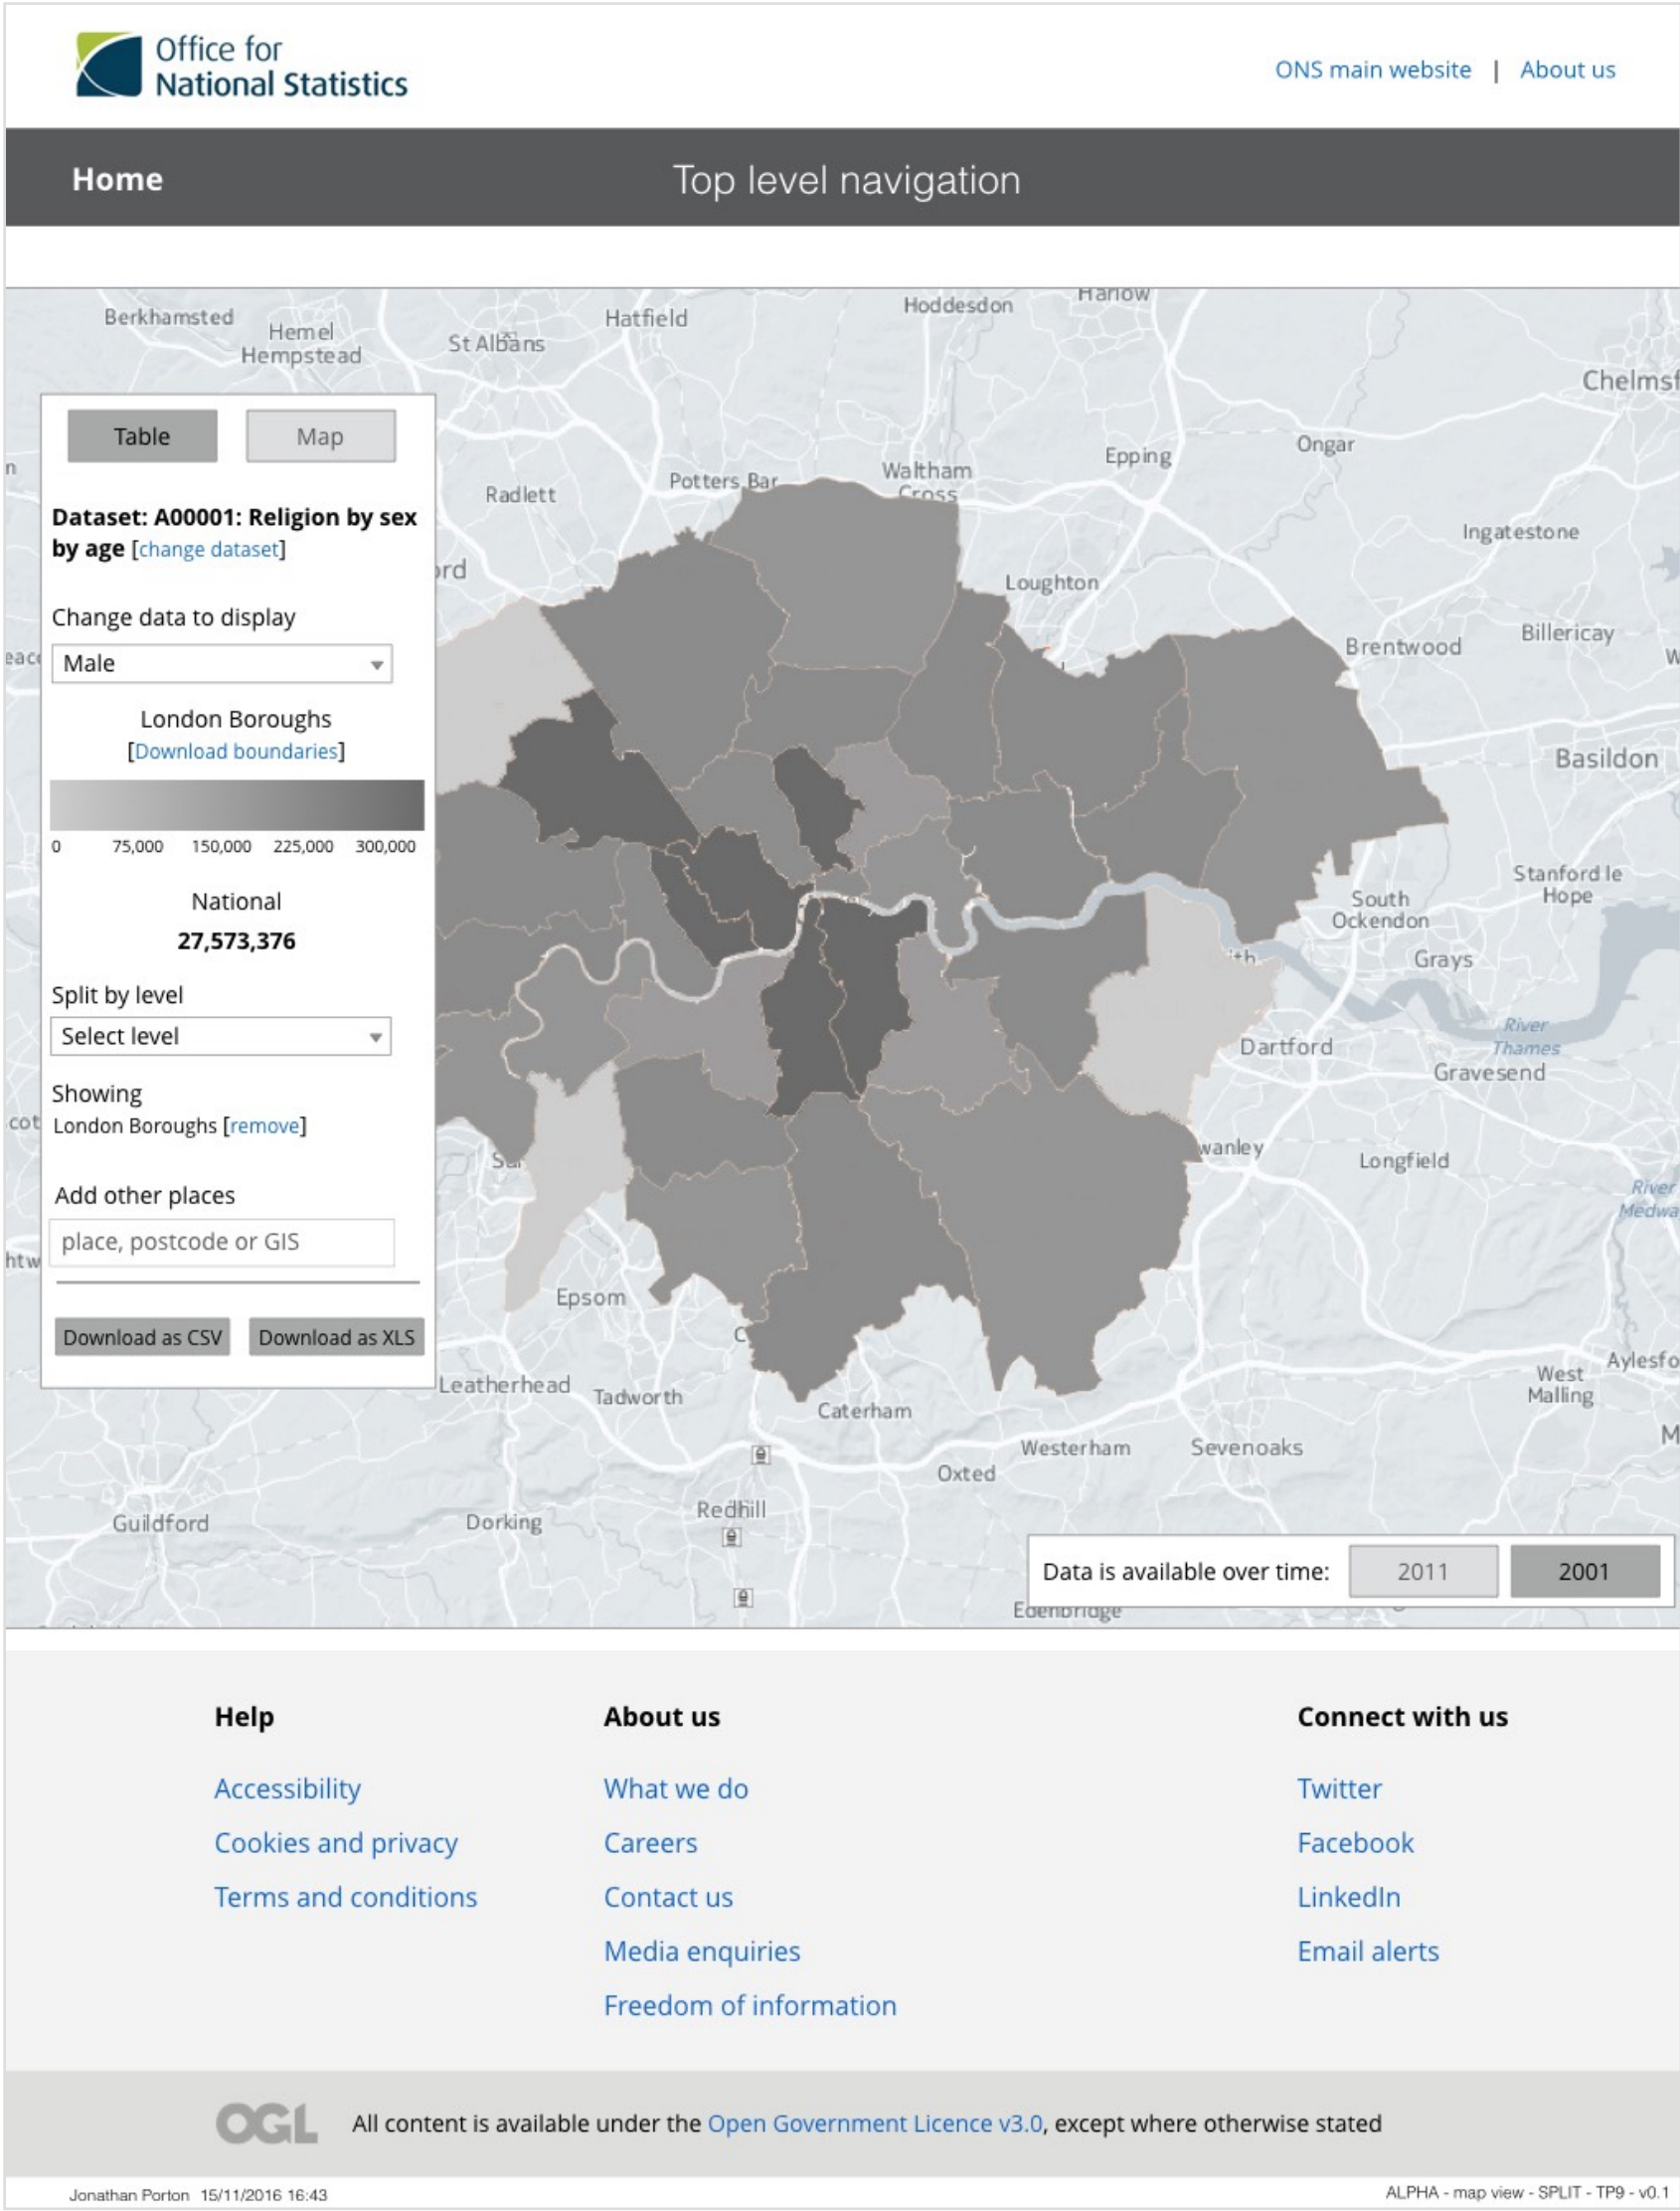 Office for
National Statistics
ONS main website | About us
Home
Top level navigation
Berkhamsted
Hemel
Hempstead
St Albans
Hatfield
Hoddesdon
Harlow
Chelmsf
Table
Map
Dataset: A00001: Religion by sex
by age [change dataset]
Change data to display
Male
London Boroughs
[Download boundaries]
0 75,000 150,000 225,000 300,000
National
27,573,376
Split by level
Select level
Showing
London Boroughs [remove]
Add other places
place, postcode or GIS
Download as CSV
Download as XLS
Radlett
Potters Bar
Waltham
Cross
Epping
Ongar
Ingatestone
ord
Loughton
Brentwood
Billericay
Basildon
Stanford le
Hope
South
Ockendon
Grays
River
Thames
Dartford
Gravesend
wanley
Longfield
River
Medwa
Epsom
Leatherhead
Tadworth
Caterham
West
Malling
Aylesfo
Westerham
Sevenoaks
Oxted
Guildford
Dorking
Redhill
Edenbridge
Data is available over time:
2011
2001
Help
Accessibility
Cookies and privacy
Terms and conditions
About us
What we do
Careers
Contact us
Media enquiries
Freedom of information
Connect with us
Twitter
Facebook
LinkedIn
Email alerts
OGL
All content is available under the Open Government Licence v3.0, except where otherwise stated
Jonathan Porton 15/11/2016 16:43
ALPHA - map view - SPLIT - TP9 - v0.1